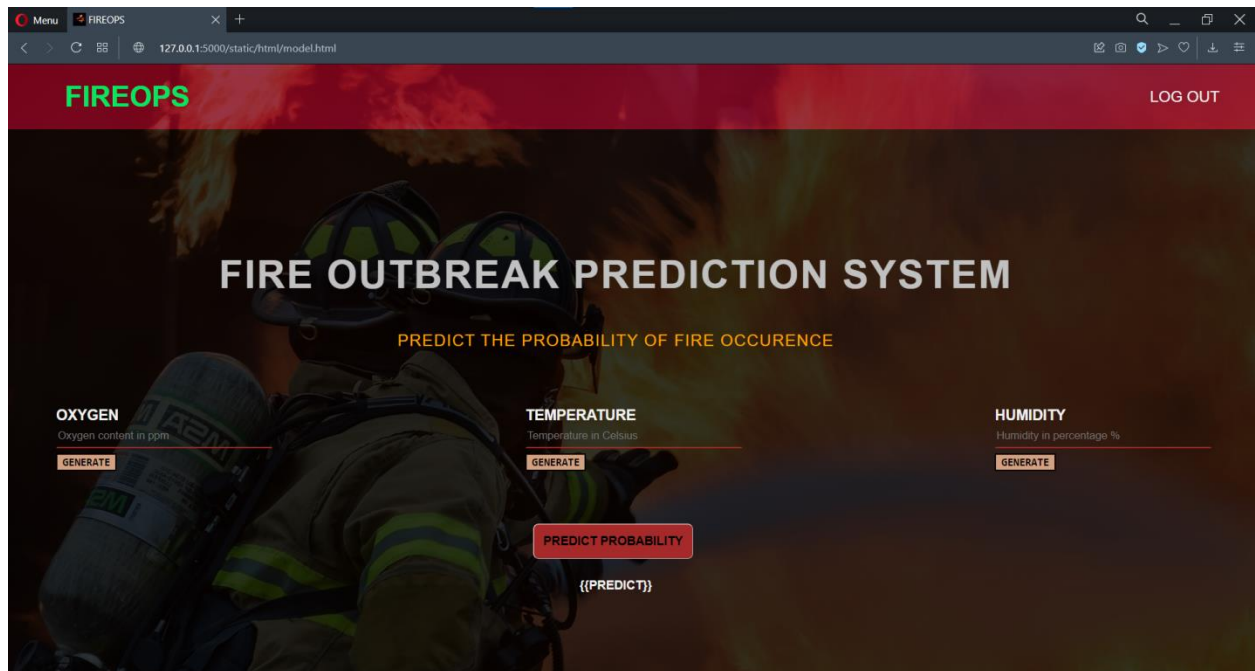 Menu FIREOPS
127.0.0.1:5000/static/html/model.html
FIREOPS LOG OUT
FIRE OUTBREAK PREDICTION SYSTEM
PREDICT THE PROBABILITY OF FIRE OCCURENCE
OXYGEN TEMPERATURE HUMIDITY
Oxygen content in ppm Temperature in Celsius Humidity in percentage %
GENERATE GENERATE GENERATE
PREDICT PROBABILITY
{{PREDICT}}
MSA
MSA